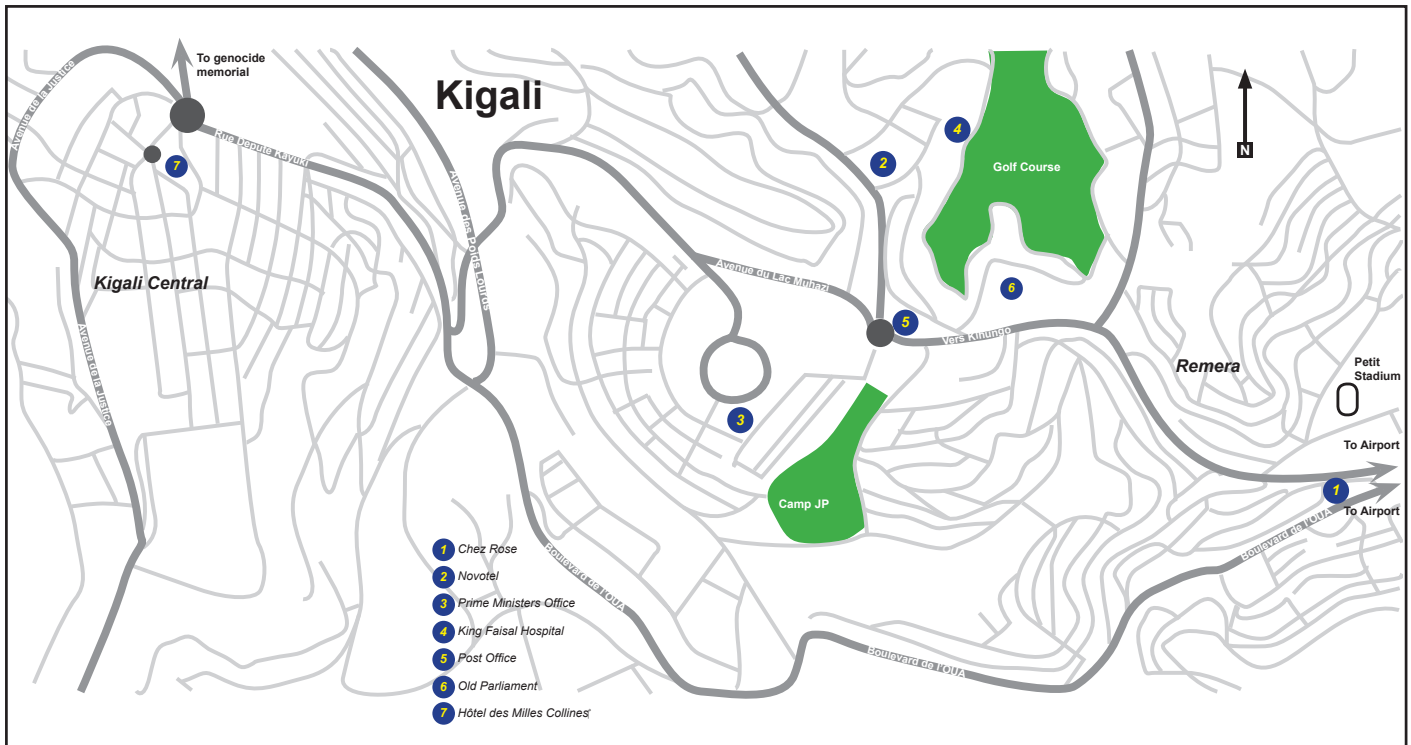 To genocide
memorial
Kigali
Avenue de la Justice
Rue Depute Kayuki
7
Avenue des Poids Lourds
2
4
Golf Course
N
Kigali Central
Avenue du Lac Muhazi
6
5
Vers Kihungo
Avenue de la Justice
Remera
Petit
Stadium
3
To Airport
Camp JP
1
To Airport
Boulevard de l'OUA
Boulevard de l'OUA
Boulevard de l'OUA
1 Chez Rose
2 Novotel
3 Prime Ministers Office
4 King Faisal Hospital
5 Post Office
6 Old Parliament
7 Hôtel des Milles Collines